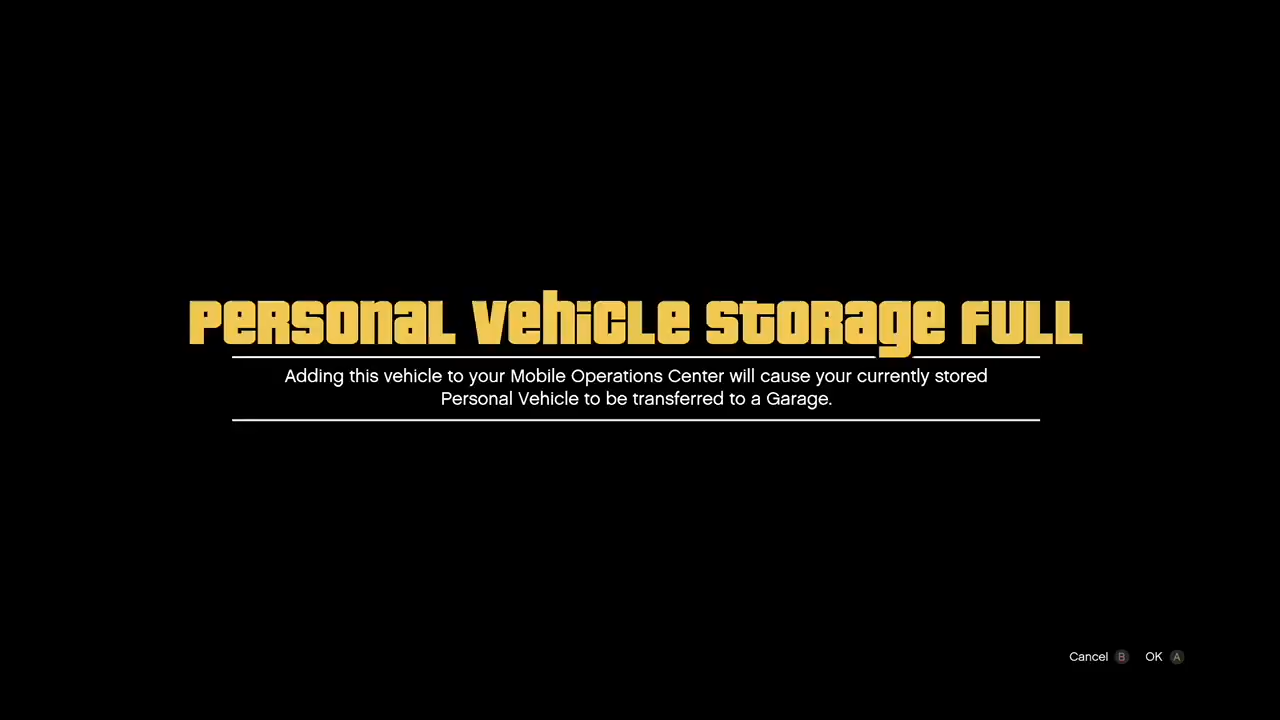 Personal Vehicle Storage Full
Adding this vehicle to your Mobile Operations Center will cause your currently stored
Personal Vehicle to be transferred to a Garage.
Cancel B OK A